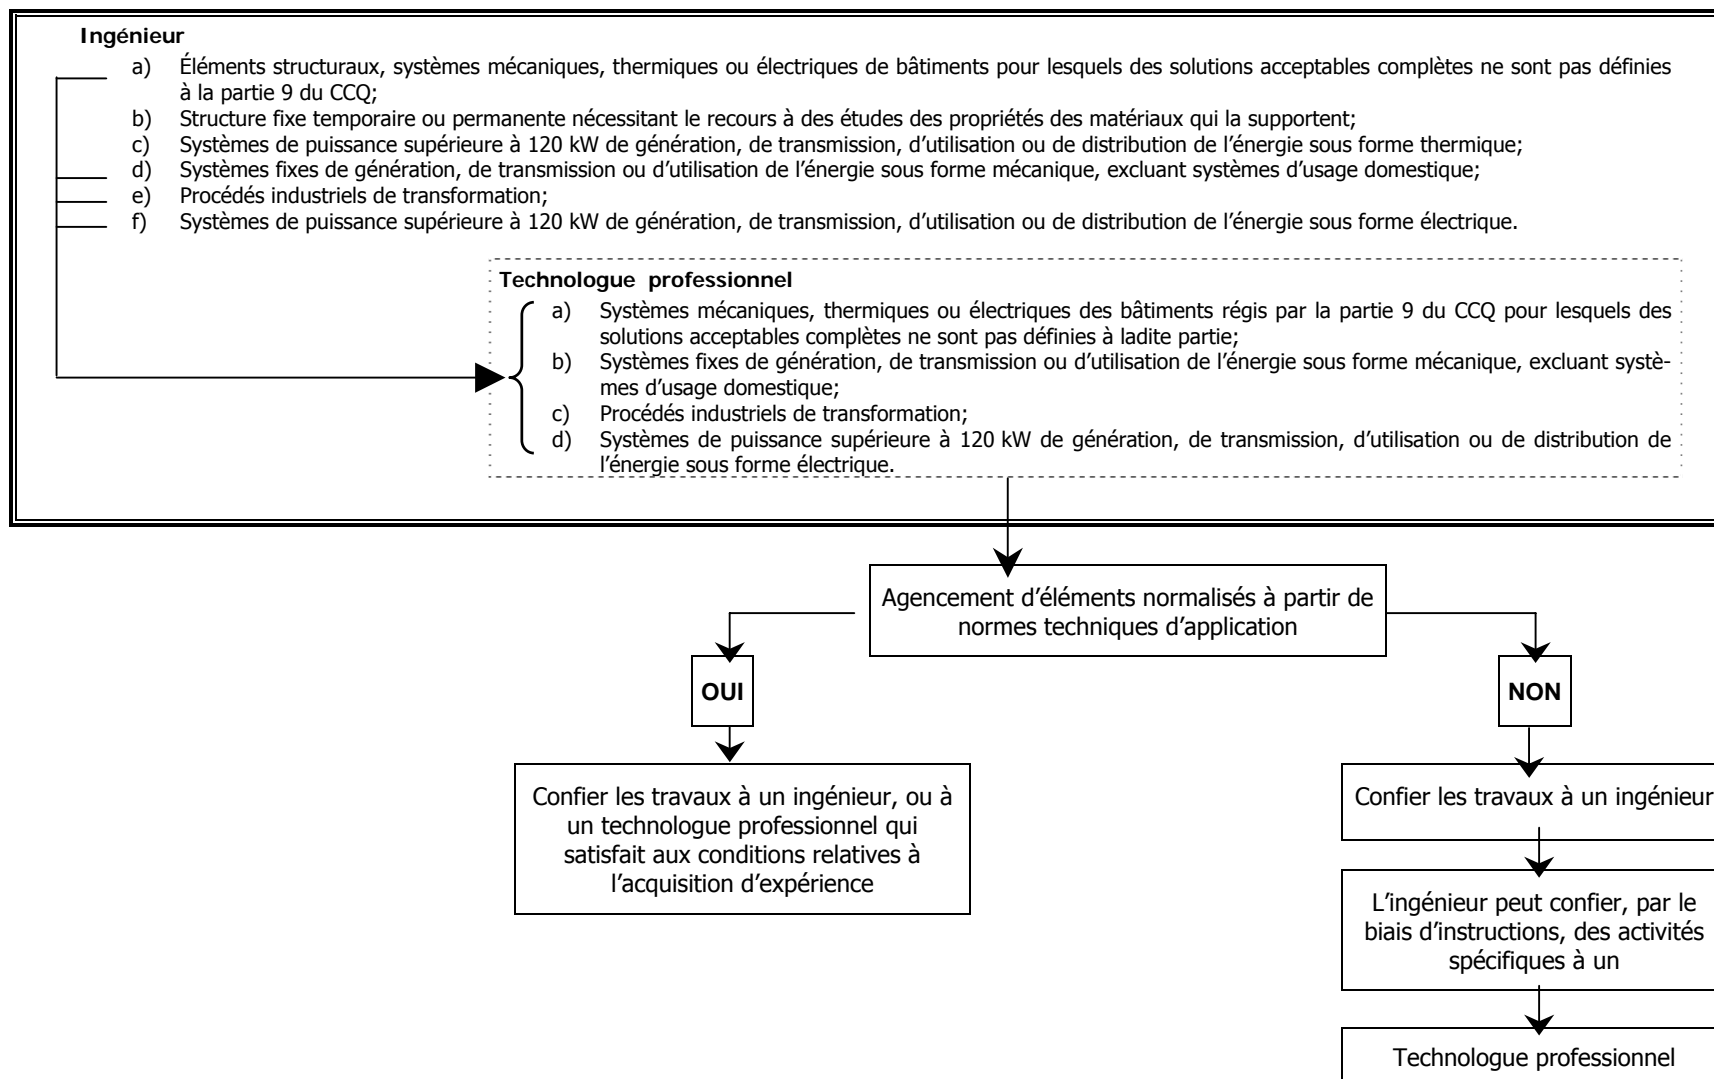 Ingénieur
a) Éléments structuraux, systèmes mécaniques, thermiques ou électriques de bâtiments pour lesquels des solutions acceptables complètes ne sont pas définies
à la partie 9 du CCQ;
b) Structure fixe temporaire ou permanente nécessitant le recours à des études des propriétés des matériaux qui la supportent;
c) Systèmes de puissance supérieure à 120 kW de génération, de transmission, d’utilisation ou de distribution de l’énergie sous forme thermique;
d) Systèmes fixes de génération, de transmission ou d’utilisation de l’énergie sous forme mécanique, excluant systèmes d’usage domestique;
e) Procédés industriels de transformation;
f) Systèmes de puissance supérieure à 120 kW de génération, de transmission, d’utilisation ou de distribution de l’énergie sous forme électrique.
Technologue professionnel
a) Systèmes mécaniques, thermiques ou électriques des bâtiments régis par la partie 9 du CCQ pour lesquels des
solutions acceptables complètes ne sont pas définies à ladite partie;
b) Systèmes fixes de génération, de transmission ou d’utilisation de l’énergie sous forme mécanique, excluant systè-
mes d’usage domestique;
c) Procédés industriels de transformation;
d) Systèmes de puissance supérieure à 120 kW de génération, de transmission, d’utilisation ou de distribution de
l’énergie sous forme électrique.
Agencement d’éléments normalisés à partir de
normes techniques d’application
OUI
NON
Confier les travaux à un ingénieur, ou à
un technologue professionnel qui
satisfait aux conditions relatives à
l’acquisition d’expérience
Confier les travaux à un ingénieur
L’ingénieur peut confier, par le
biais d’instructions, des activités
spécifiques à un
Technologue professionnel